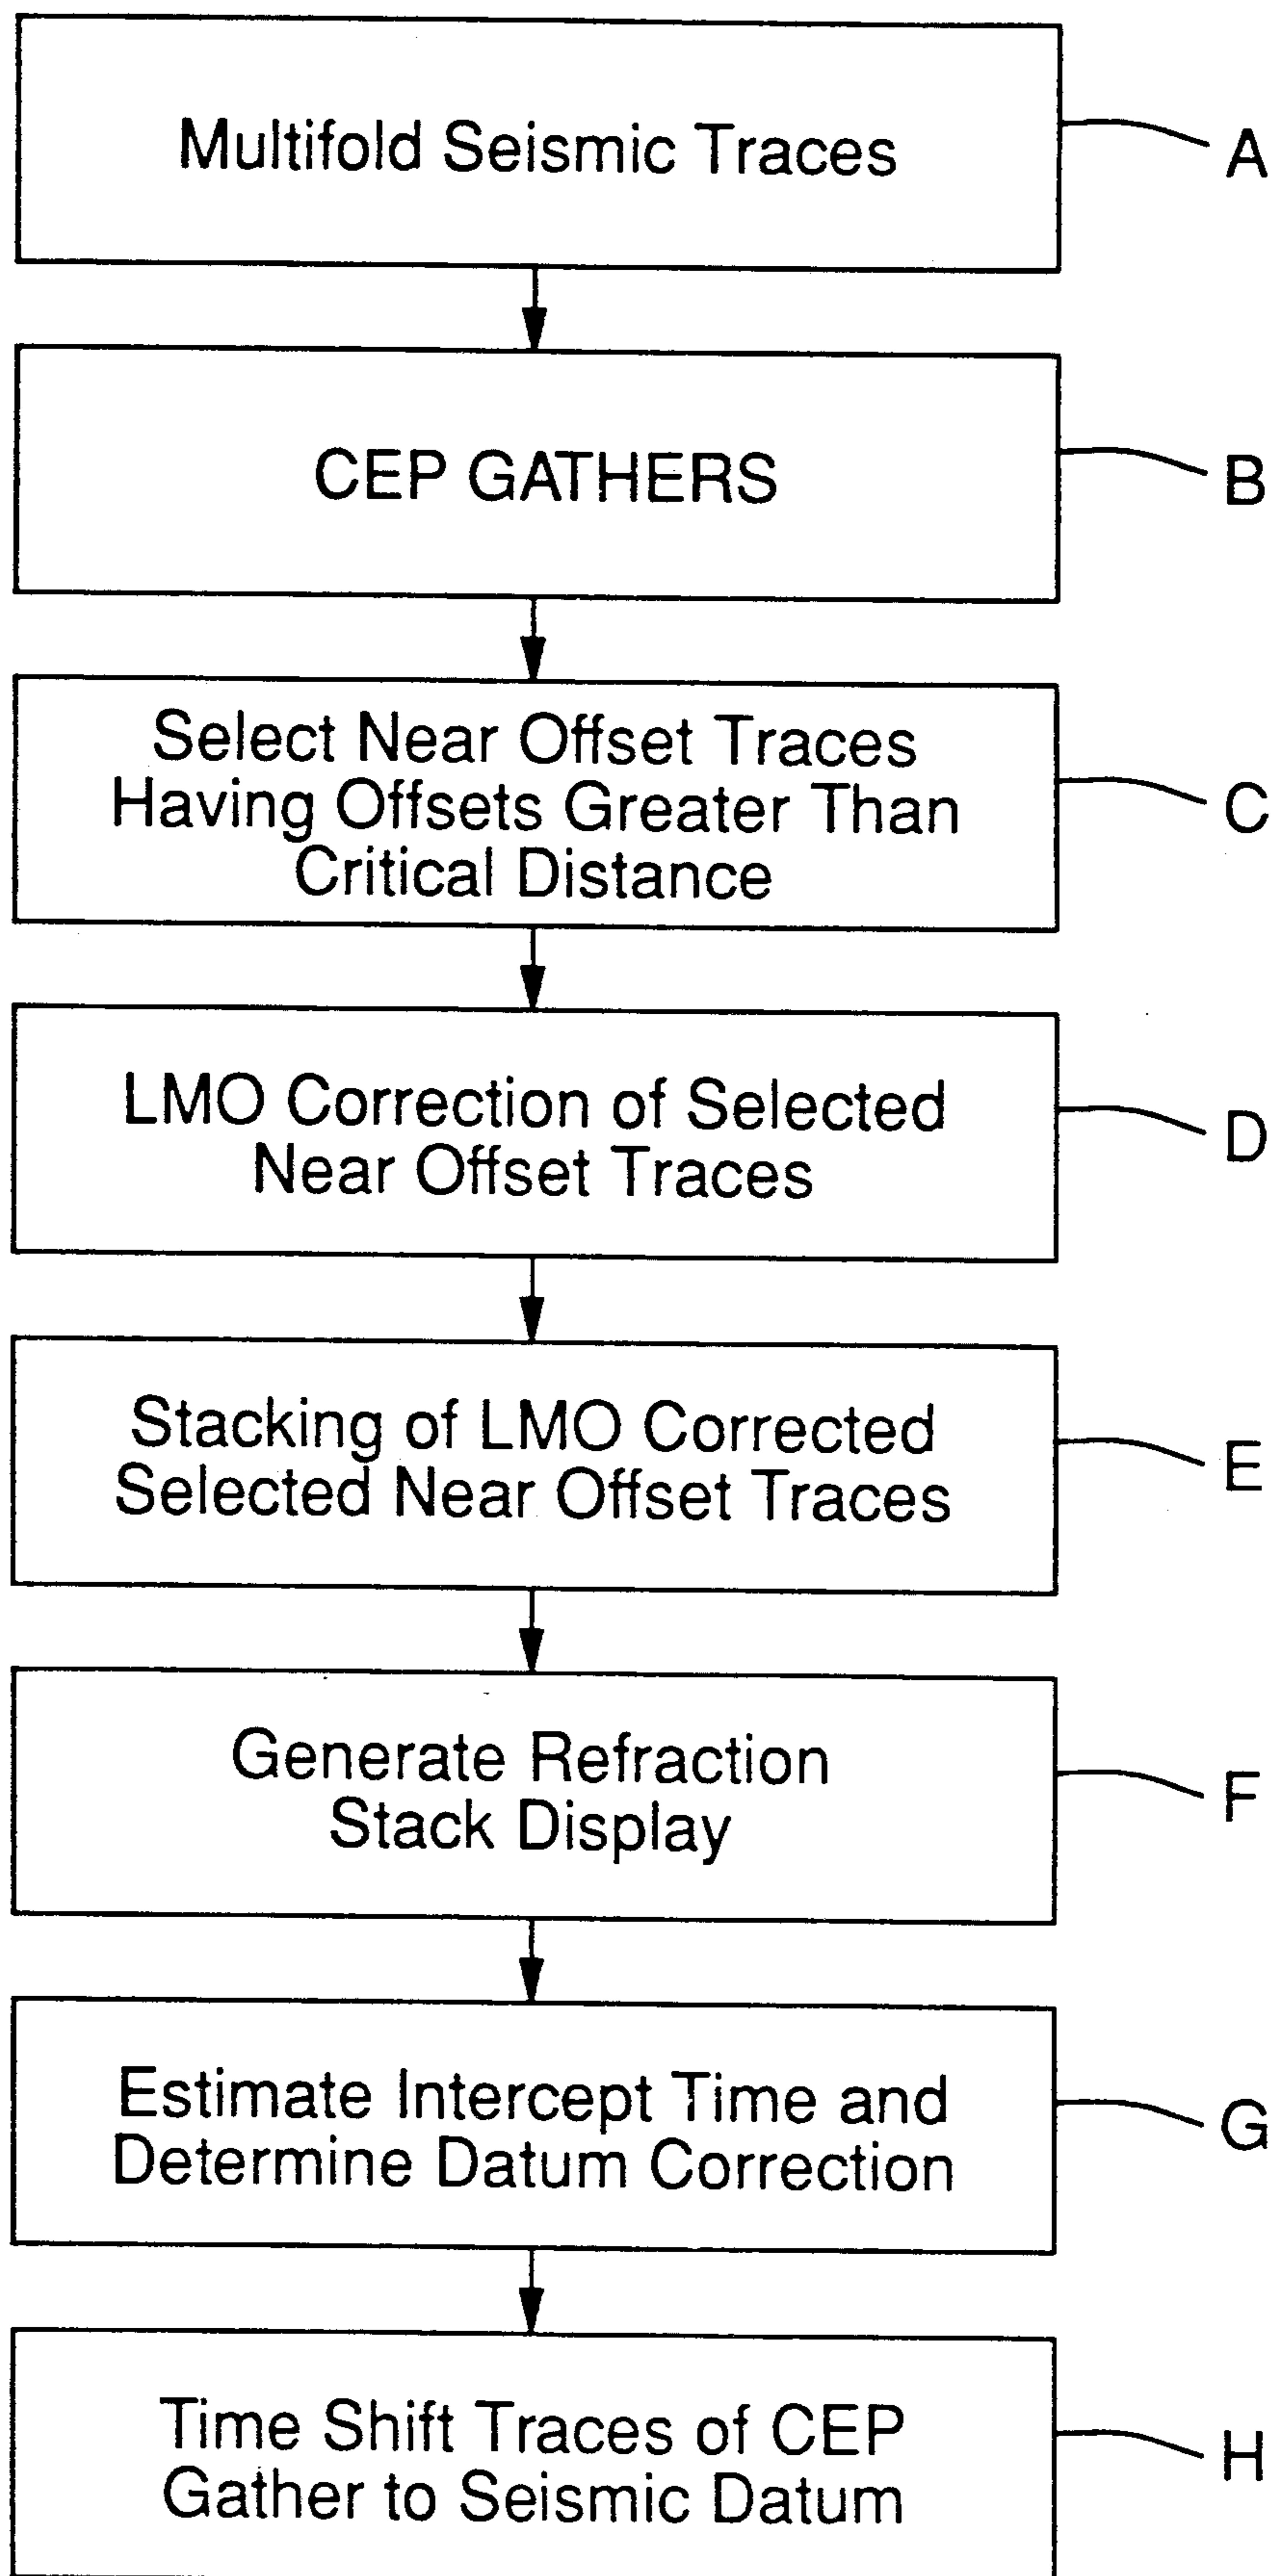 Multifold Seismic Traces
A
CEP GATHERS
B
Select Near Offset Traces
Having Offsets Greater Than
Critical Distance
C
LMO Correction of Selected
Near Offset Traces
D
Stacking of LMO Corrected
Selected Near Offset Traces
E
Generate Refraction
Stack Display
F
Estimate Intercept Time and
Determine Datum Correction
G
Time Shift Traces of CEP
Gather to Seismic Datum
H